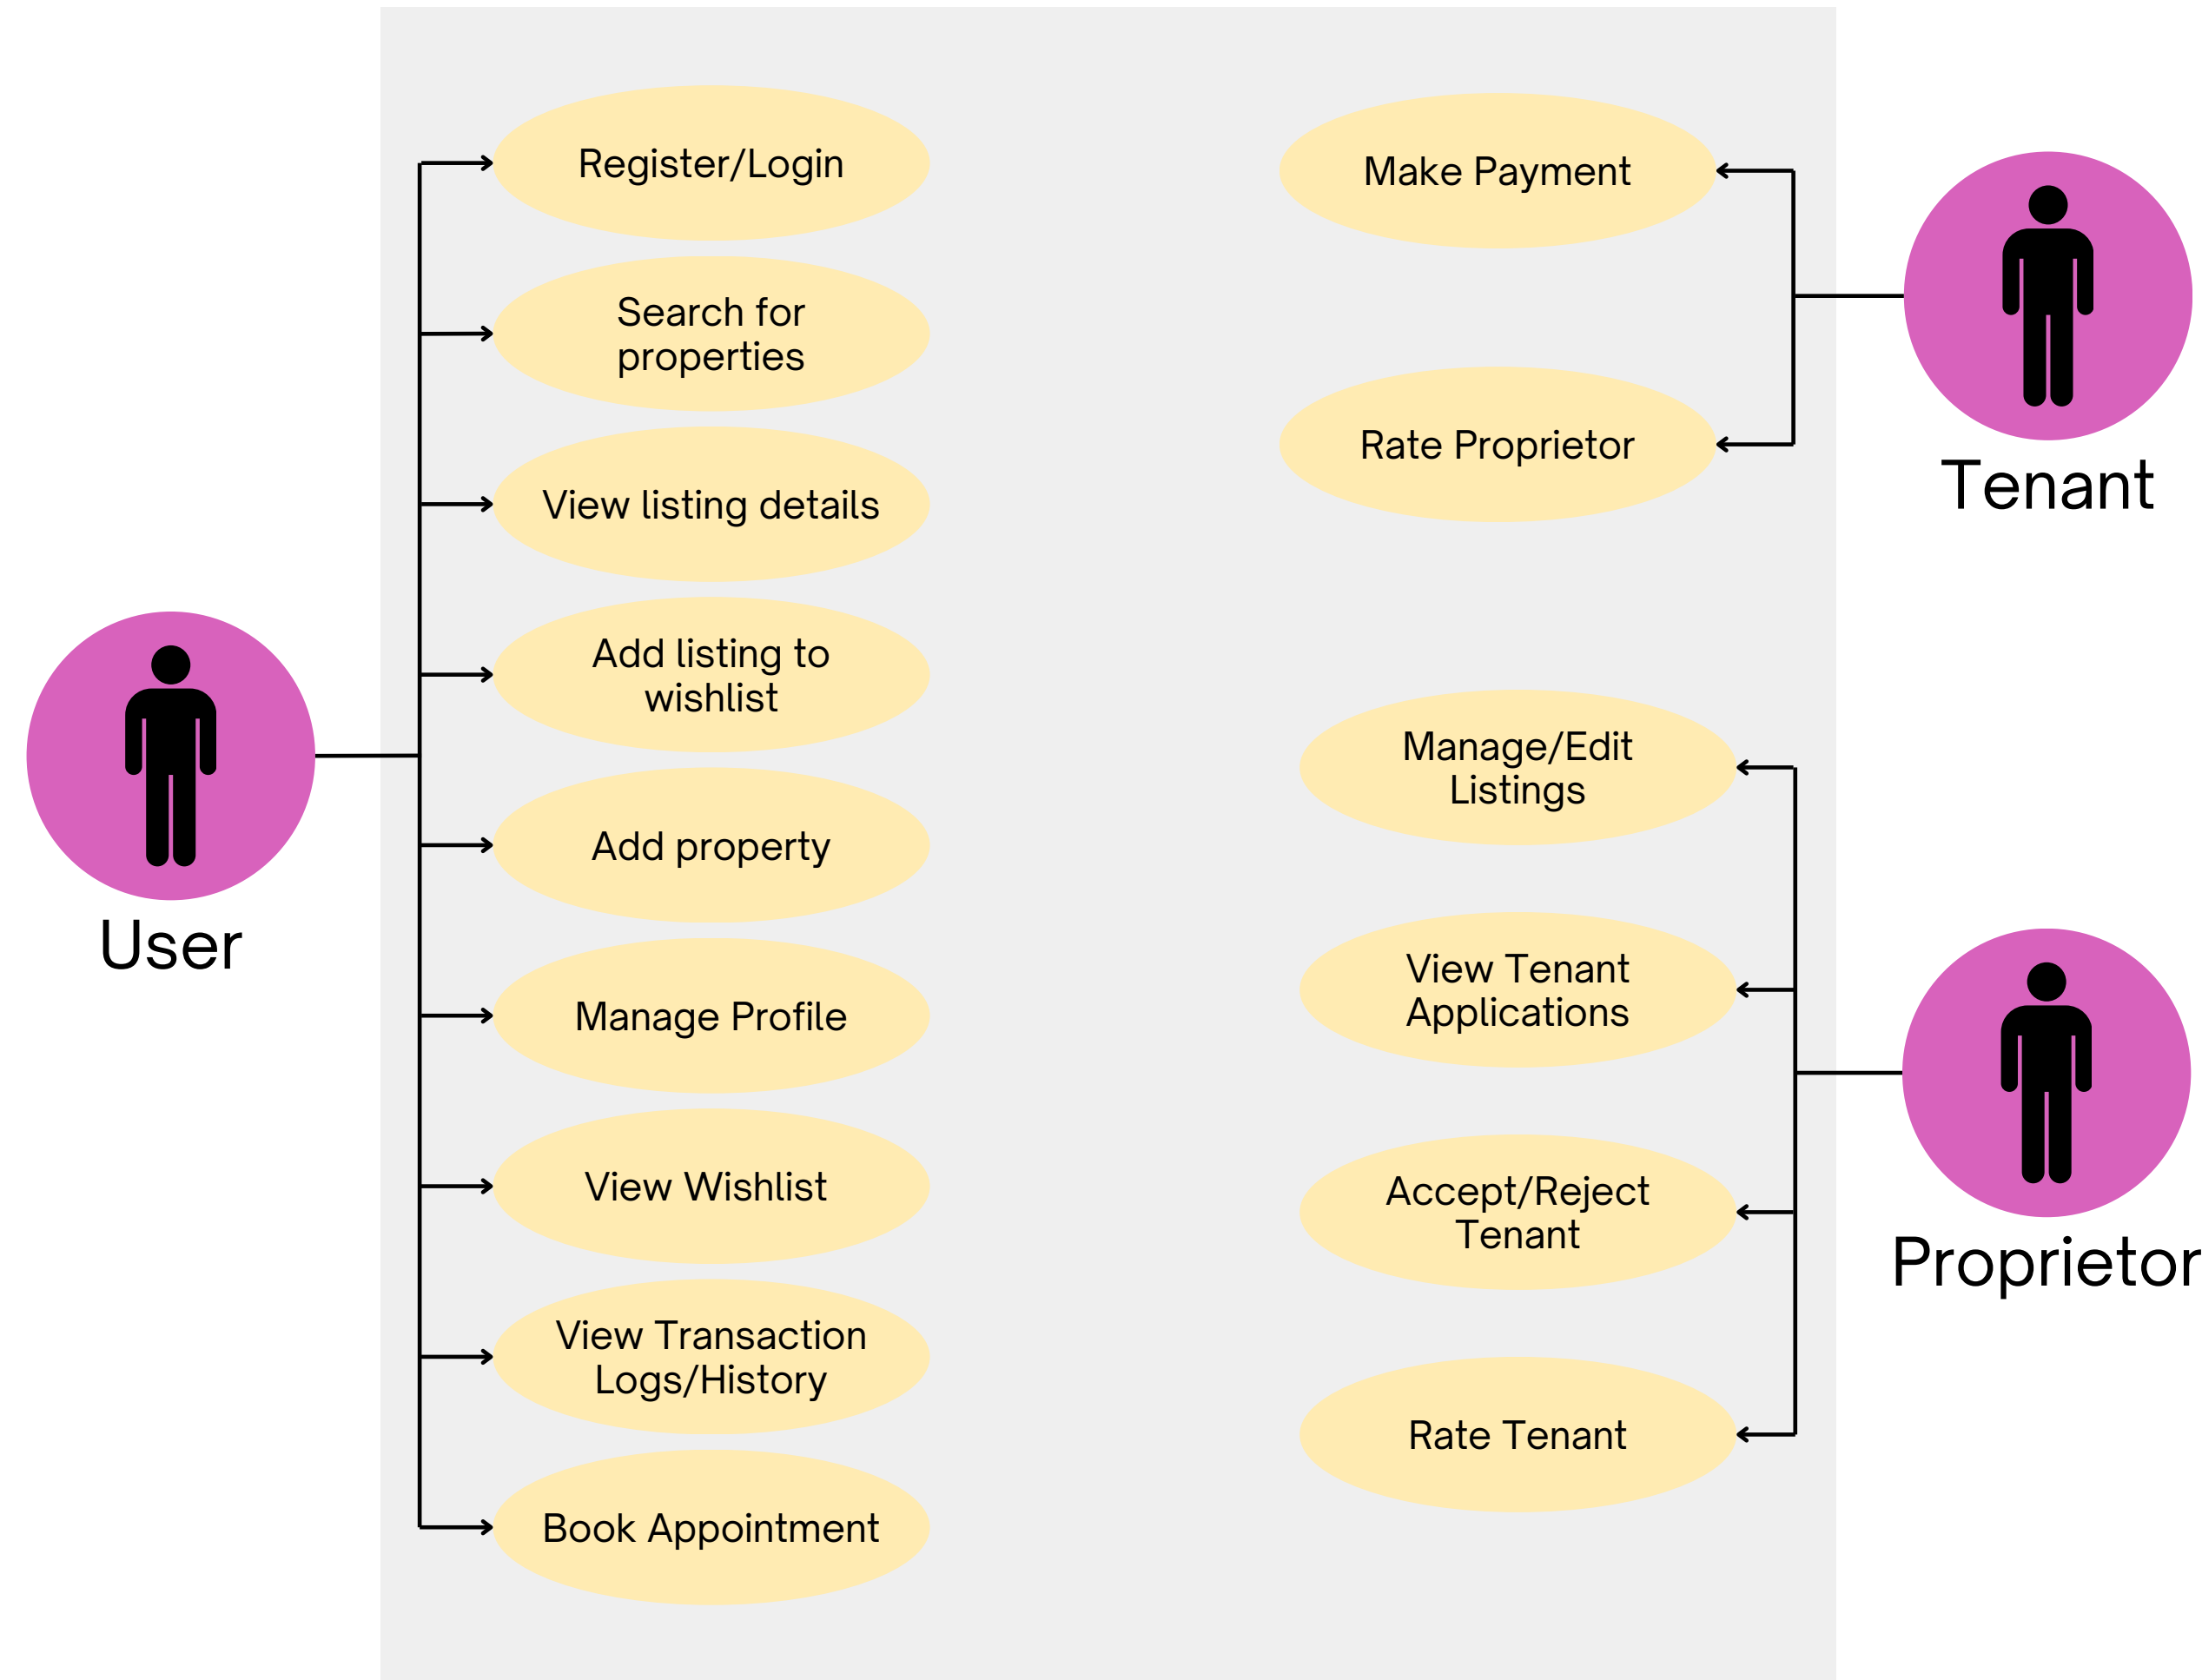 Register/Login
Search for
properties
View listing details
Add listing to
wishlist
Add property
Manage Profile
View Wishlist
View Transaction
Logs/History
Book Appointment
User
Make Payment
Rate Proprietor
Tenant
Manage/Edit
Listings
View Tenant
Applications
Accept/Reject
Tenant
Rate Tenant
Proprietor